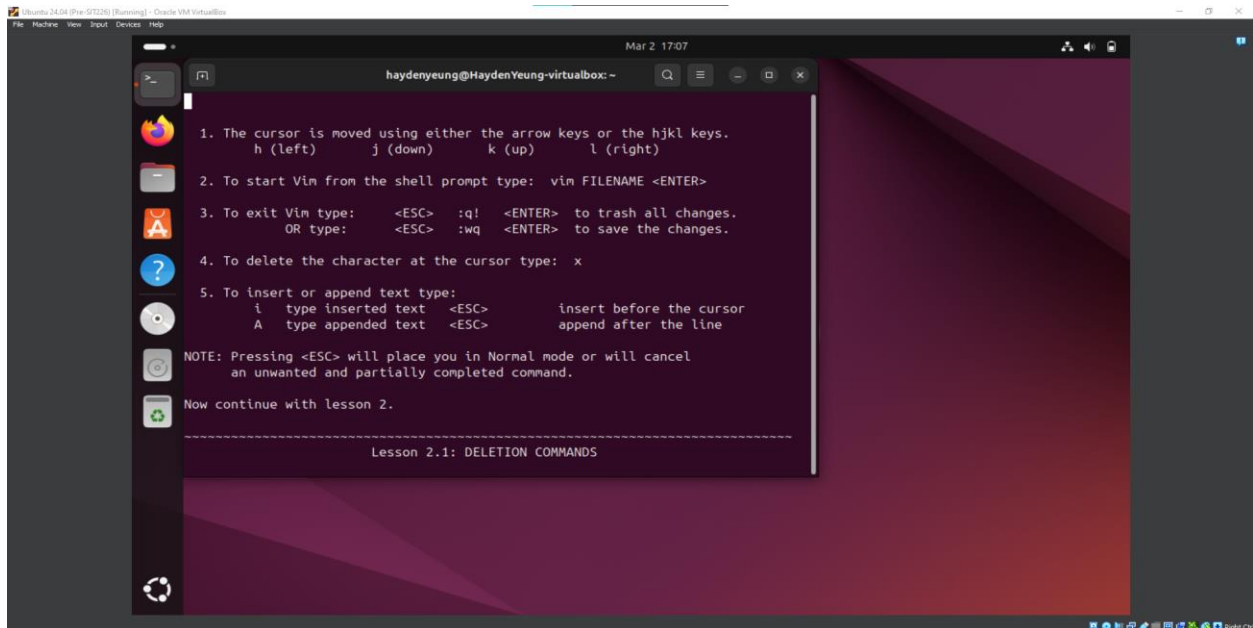 Ubuntu 24.04 (Pre-SIT226) [Running] - Oracle VM VirtualBox
File Machine View Input Devices Help
Mar 2 17:07
haydenyeung@HaydenYeung-virtualbox: ~
1. The cursor is moved using either the arrow keys or the hjkl keys.
h (left) j (down) k (up) l (right)
2. To start Vim from the shell prompt type: vim FILENAME <ENTER>
3. To exit Vim type: <ESC> :q! <ENTER> to trash all changes.
OR type: <ESC> :wq <ENTER> to save the changes.
4. To delete the character at the cursor type: x
5. To insert or append text type:
i type inserted text <ESC> insert before the cursor
A type appended text <ESC> append after the line
NOTE: Pressing <ESC> will place you in Normal mode or will cancel
an unwanted and partially completed command.
Now continue with lesson 2.
~~~~~~~~~~~~~~~~~~~~~~~~~~~~~~~~~~~~~~~~~~~~~~~~~~~~~~~~~~~~~~~~~~~~~~~~~~~~~~
Lesson 2.1: DELETION COMMANDS
Right Ctrl